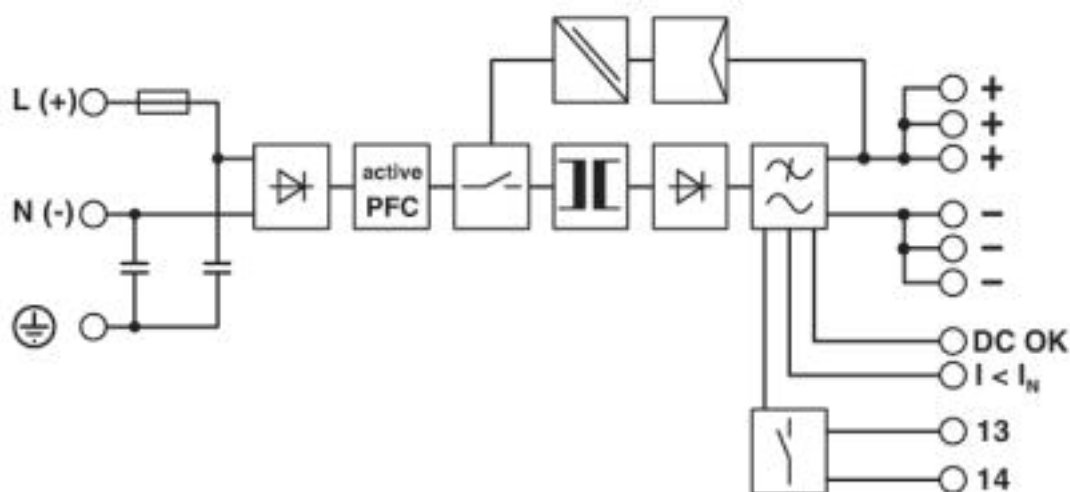 L (+)
+
+
active
PFC
+
N (-)
−
−
−
DC OK
I < I_N
13
14